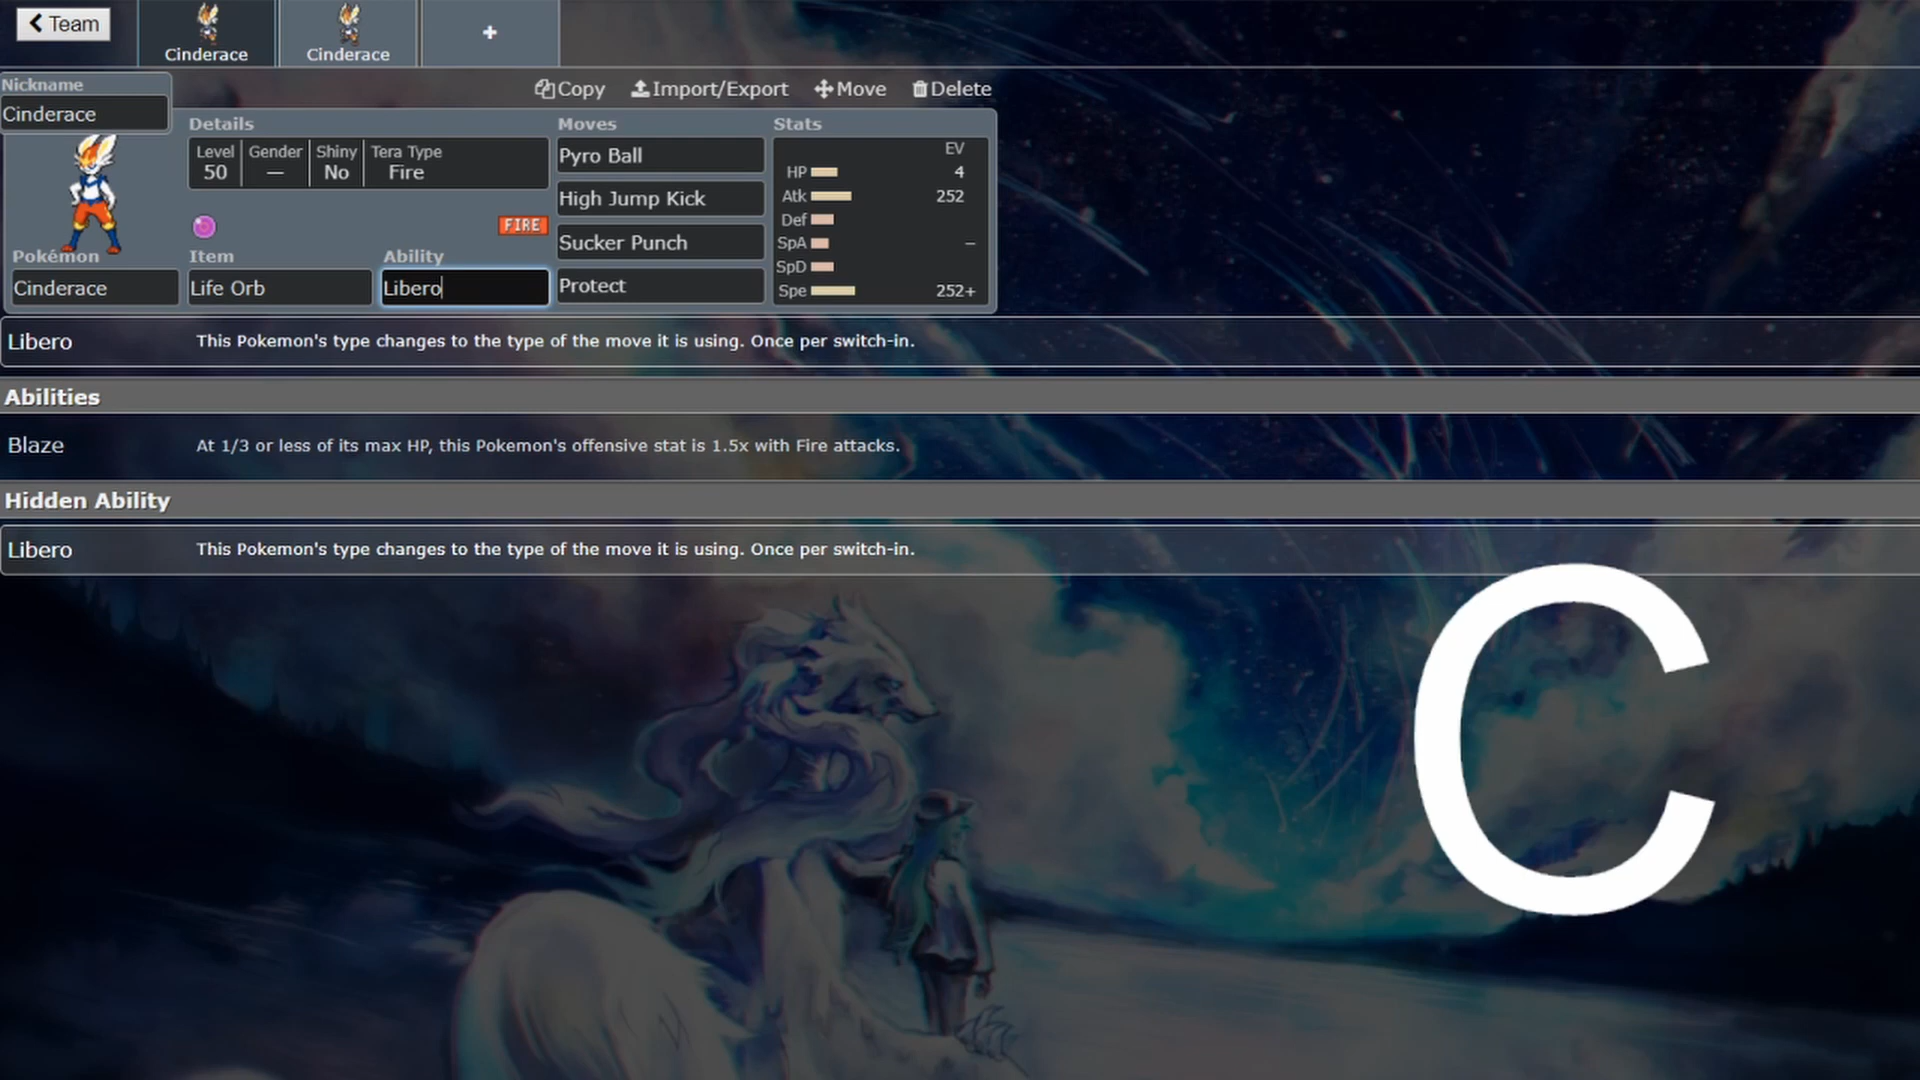 Team
Cinderace
Cinderace
+
Nickname
Cinderace
Copy
Import/Export
Move
Delete
Details
Level
50
Gender
—
Shiny
No
Tera Type
Fire
FIRE
Pokémon
Cinderace
Item
Life Orb
Ability
Libero
Moves
Pyro Ball
High Jump Kick
Sucker Punch
Protect
Stats
EV
HP 4
Atk 252
Def
SpA –
SpD
Spe 252+
Libero This Pokemon's type changes to the type of the move it is using. Once per switch-in.
Abilities
Blaze At 1/3 or less of its max HP, this Pokemon's offensive stat is 1.5x with Fire attacks.
Hidden Ability
Libero This Pokemon's type changes to the type of the move it is using. Once per switch-in.
C